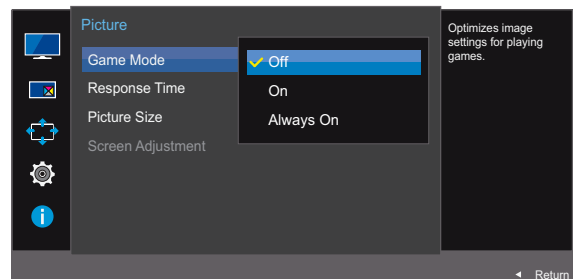 Picture
Game Mode
Response Time
Picture Size
Screen Adjustment
Off
On
Always On
Optimizes image
settings for playing
games.
Return